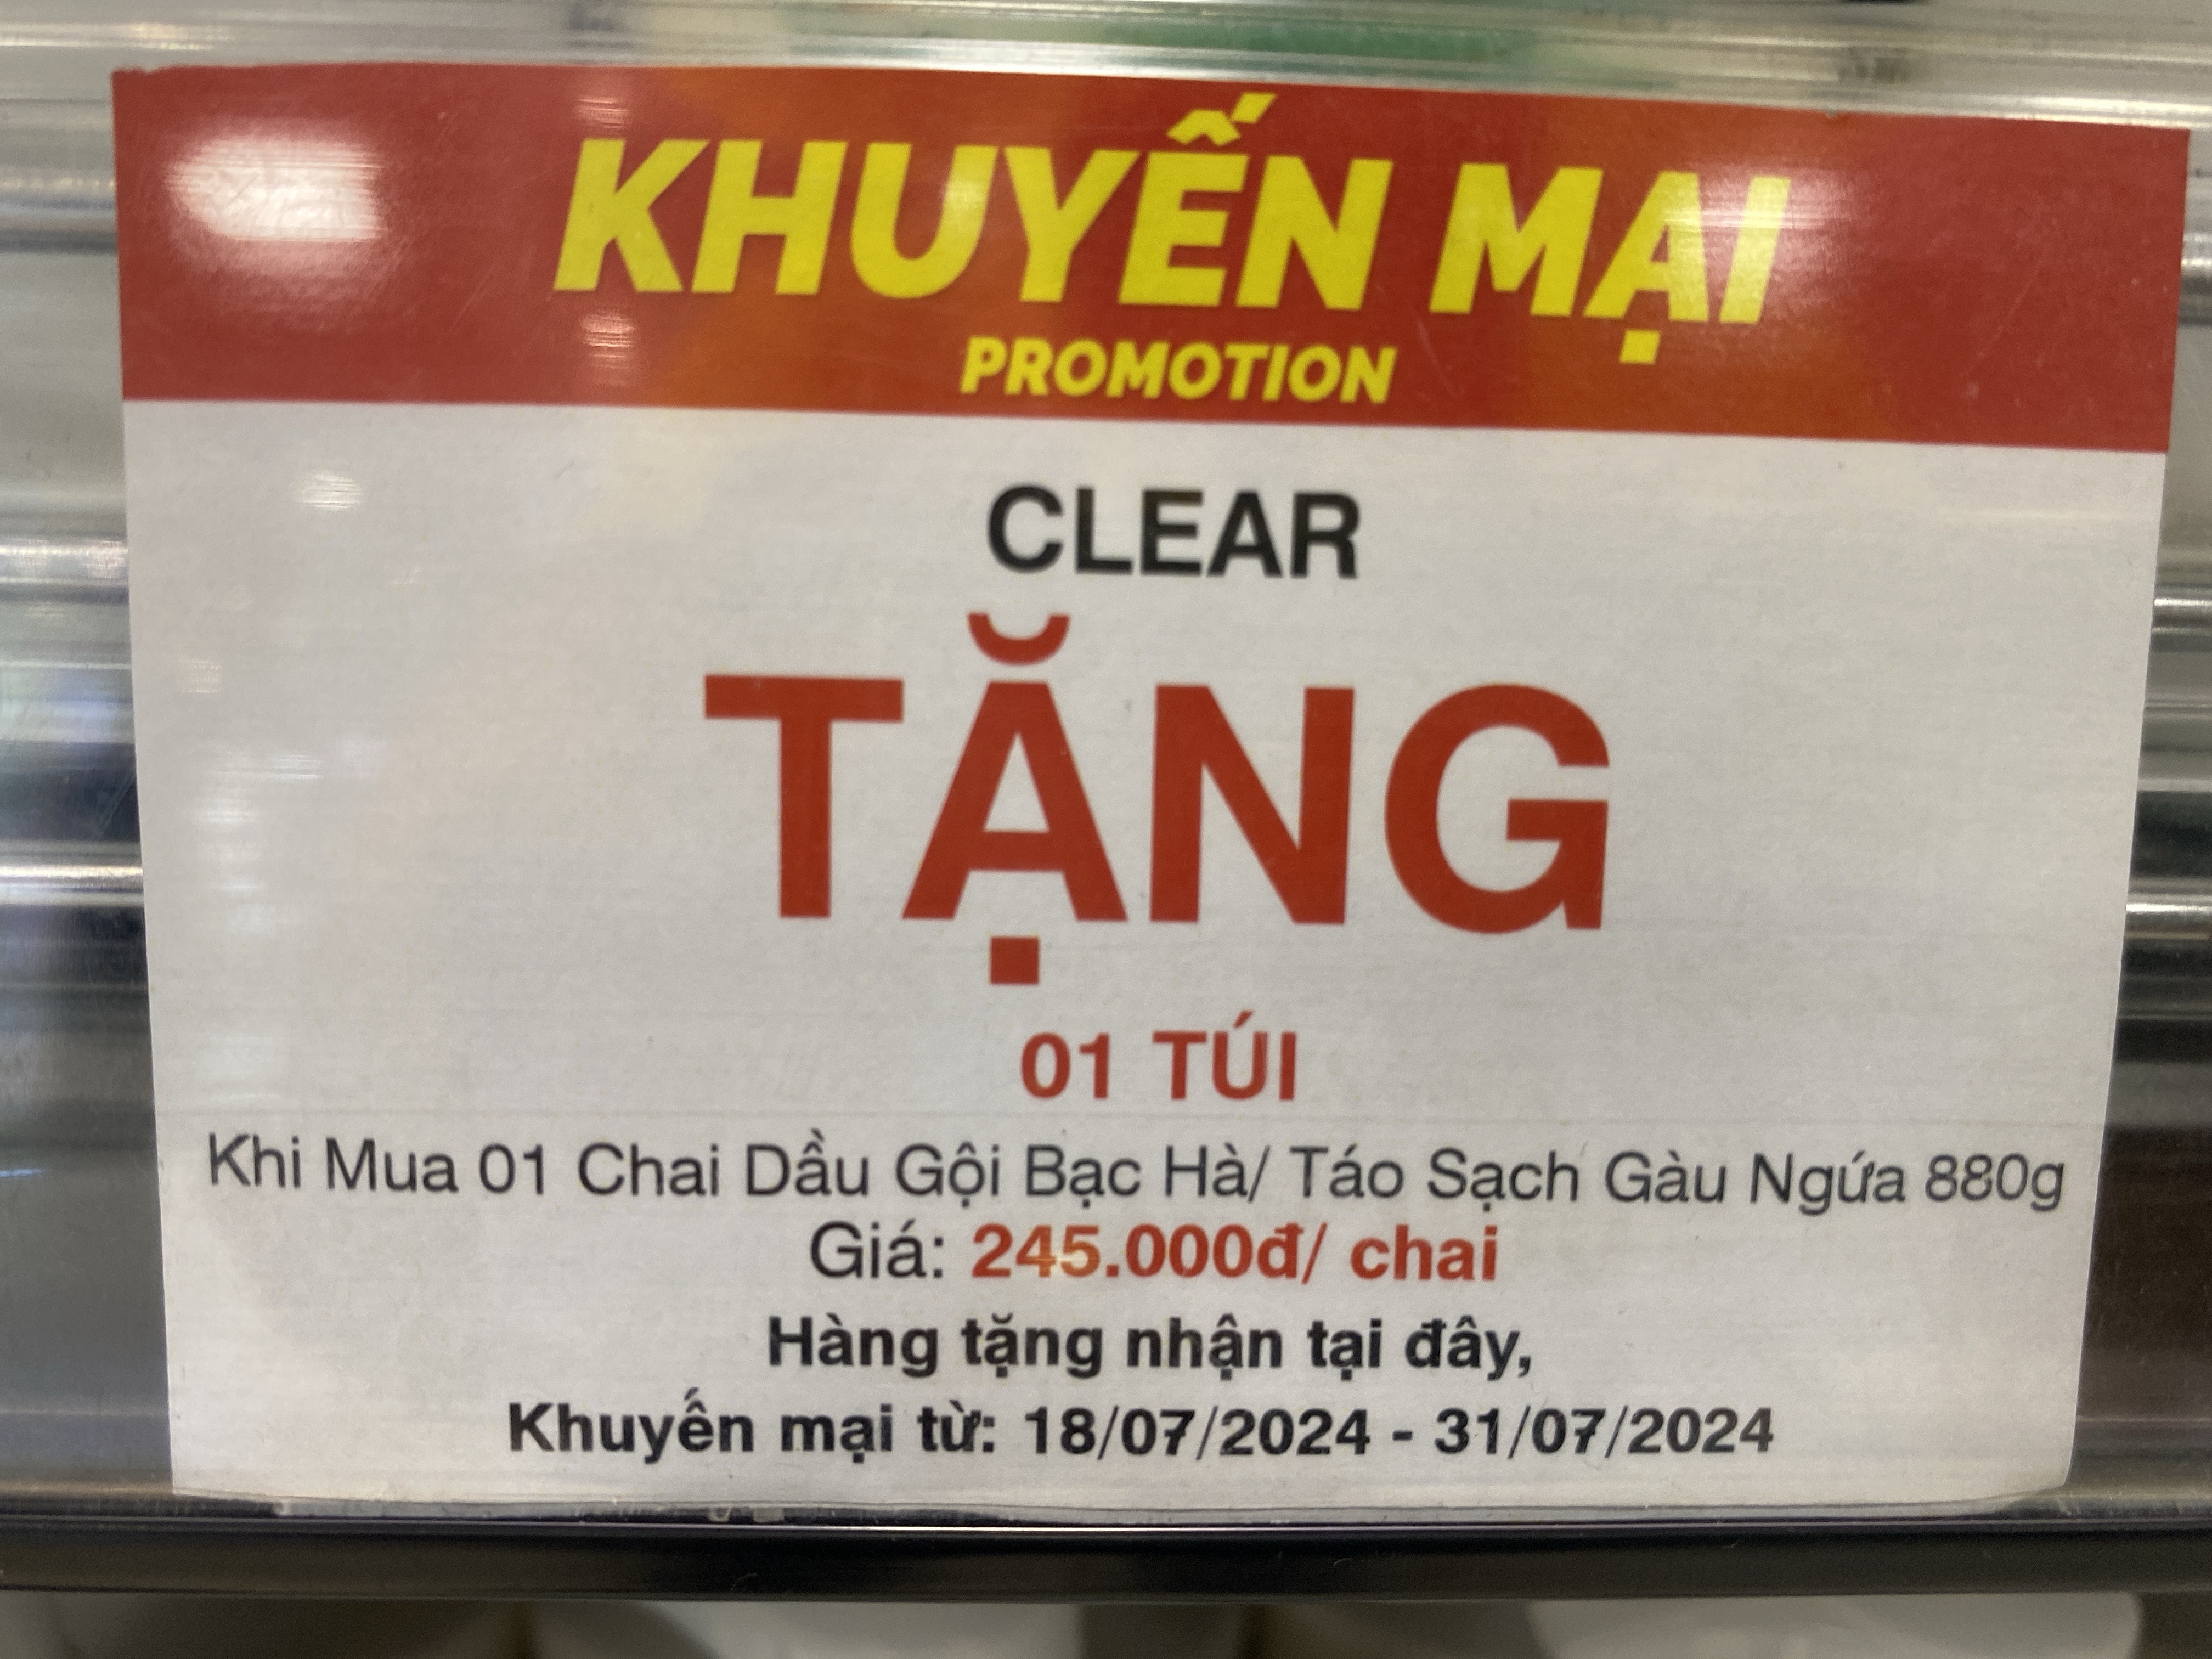 KHUYẾN MẠI
PROMOTION
CLEAR
TẶNG
01 TÚI
Khi Mua 01 Chai Dầu Gội Bạc Hà/ Táo Sạch Gàu Ngứa 880g
Giá: 245.000đ/ chai
Hàng tặng nhận tại đây,
Khuyến mại từ: 18/07/2024 - 31/07/2024